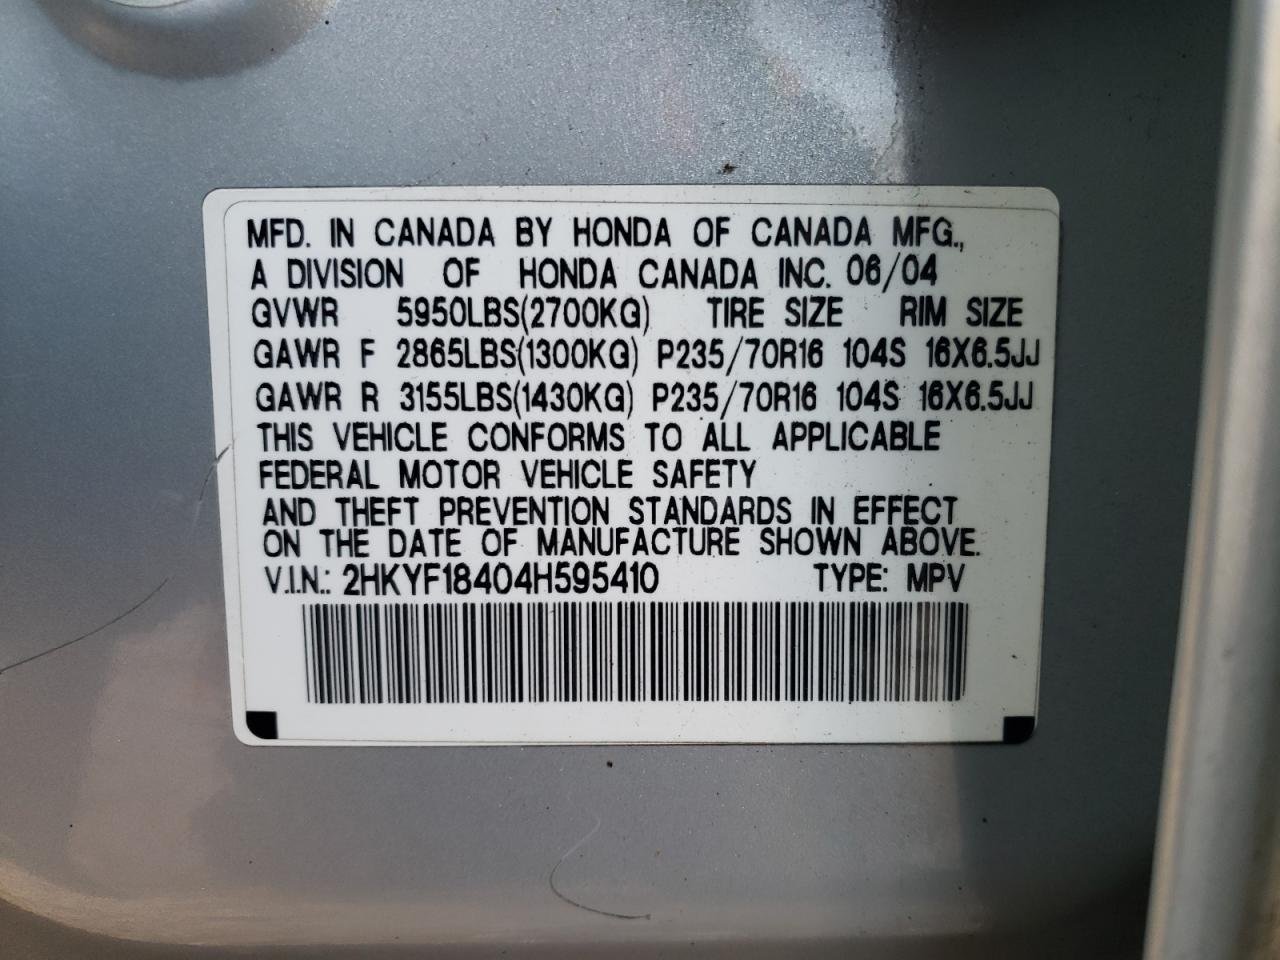 MFD. IN CANADA BY HONDA OF CANADA MFG.,
A DIVISION OF HONDA CANADA INC. 06/04
GVWR 5950LBS(2700KG) TIRE SIZE RIM SIZE
GAWR F 2865LBS(1300KG) P235/70R16 104S 16X6.5JJ
GAWR R 3155LBS(1430KG) P235/70R16 104S 16X6.5JJ
THIS VEHICLE CONFORMS TO ALL APPLICABLE
FEDERAL MOTOR VEHICLE SAFETY
AND THEFT PREVENTION STANDARDS IN EFFECT
ON THE DATE OF MANUFACTURE SHOWN ABOVE.
V.I.N.: 2HKYF18404H595410 TYPE: MPV